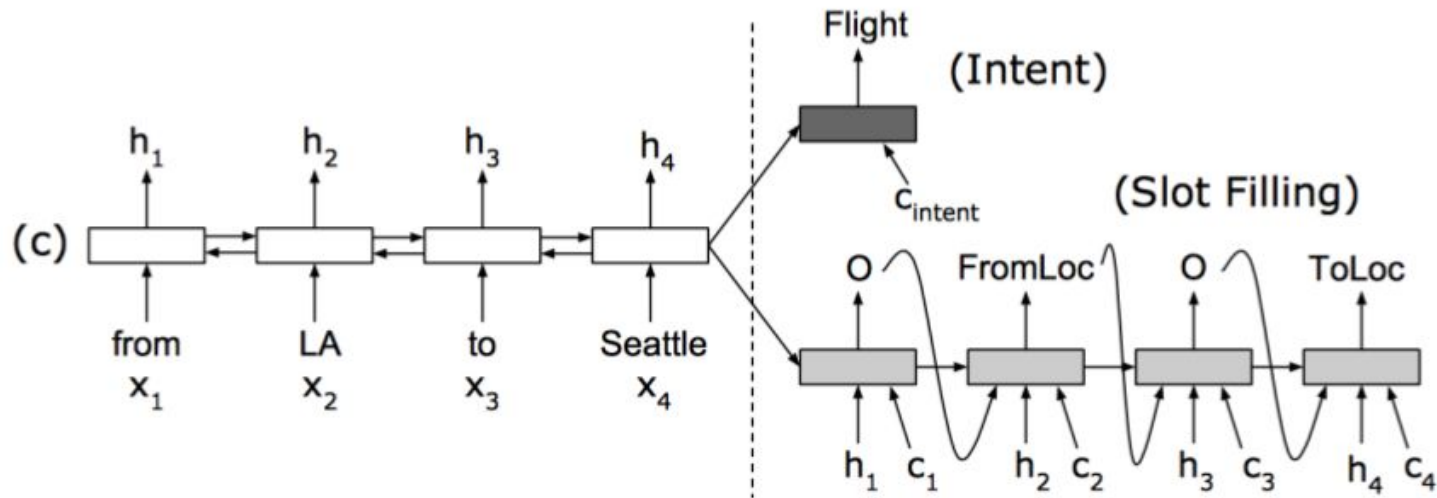 Flight
(Intent)
h₁ h₂ h₃ h₄
c_intent
(Slot Filling)
(c)
O FromLoc O ToLoc
from LA to Seattle
x₁ x₂ x₃ x₄
h₁ c₁ h₂ c₂ h₃ c₃ h₄ c₄